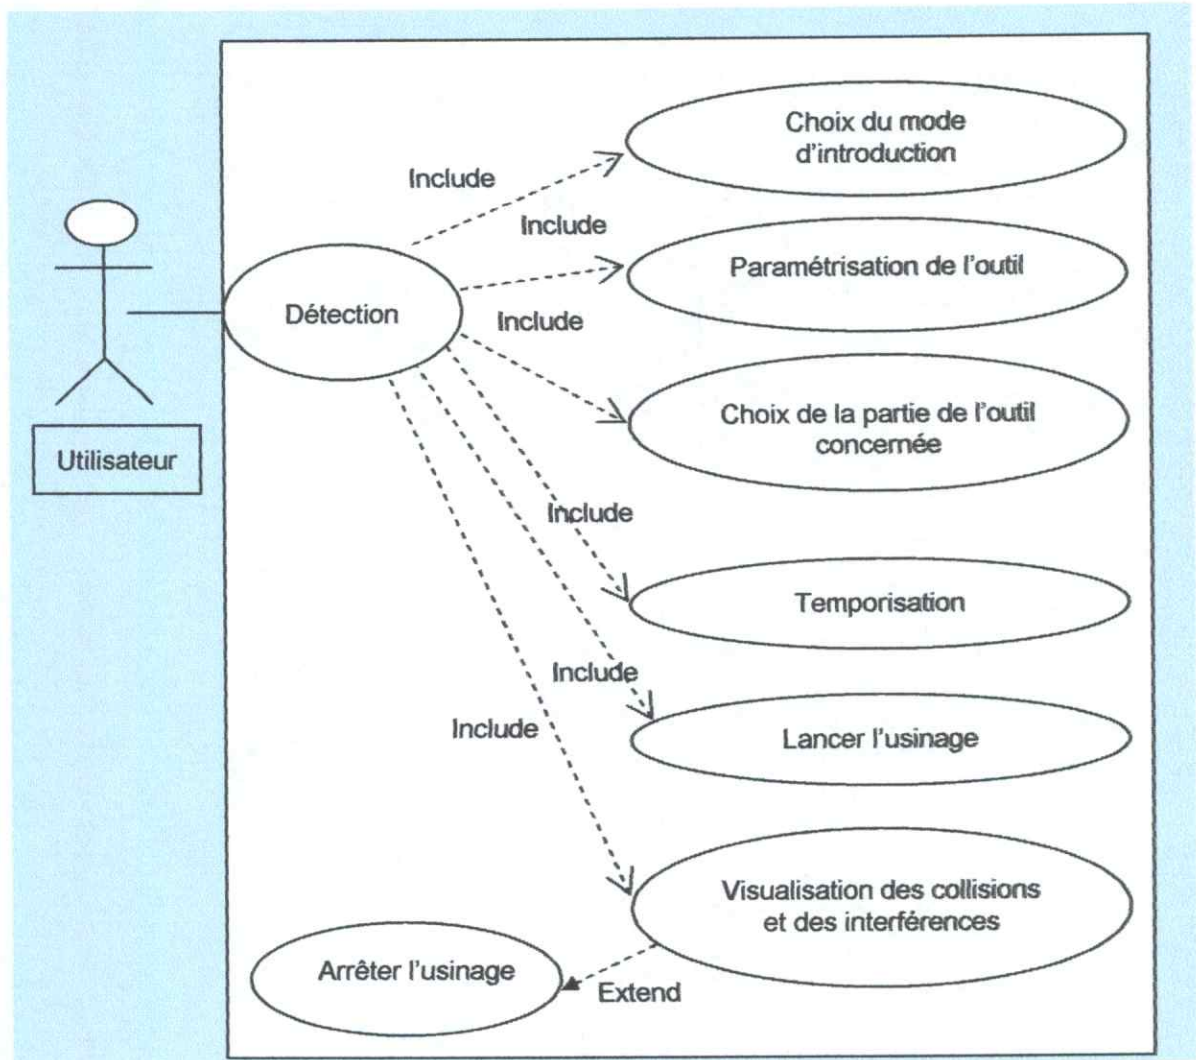 Choix du mode
d'introduction
Include
Include
Paramétrisation de l'outil
Détection
Include
Choix de la partie de l'outil
concernée
Utilisateur
Include
Temporisation
Include
Lancer l'usinage
Include
Visualisation des collisions
et des interférences
Arrêter l'usinage
Extend